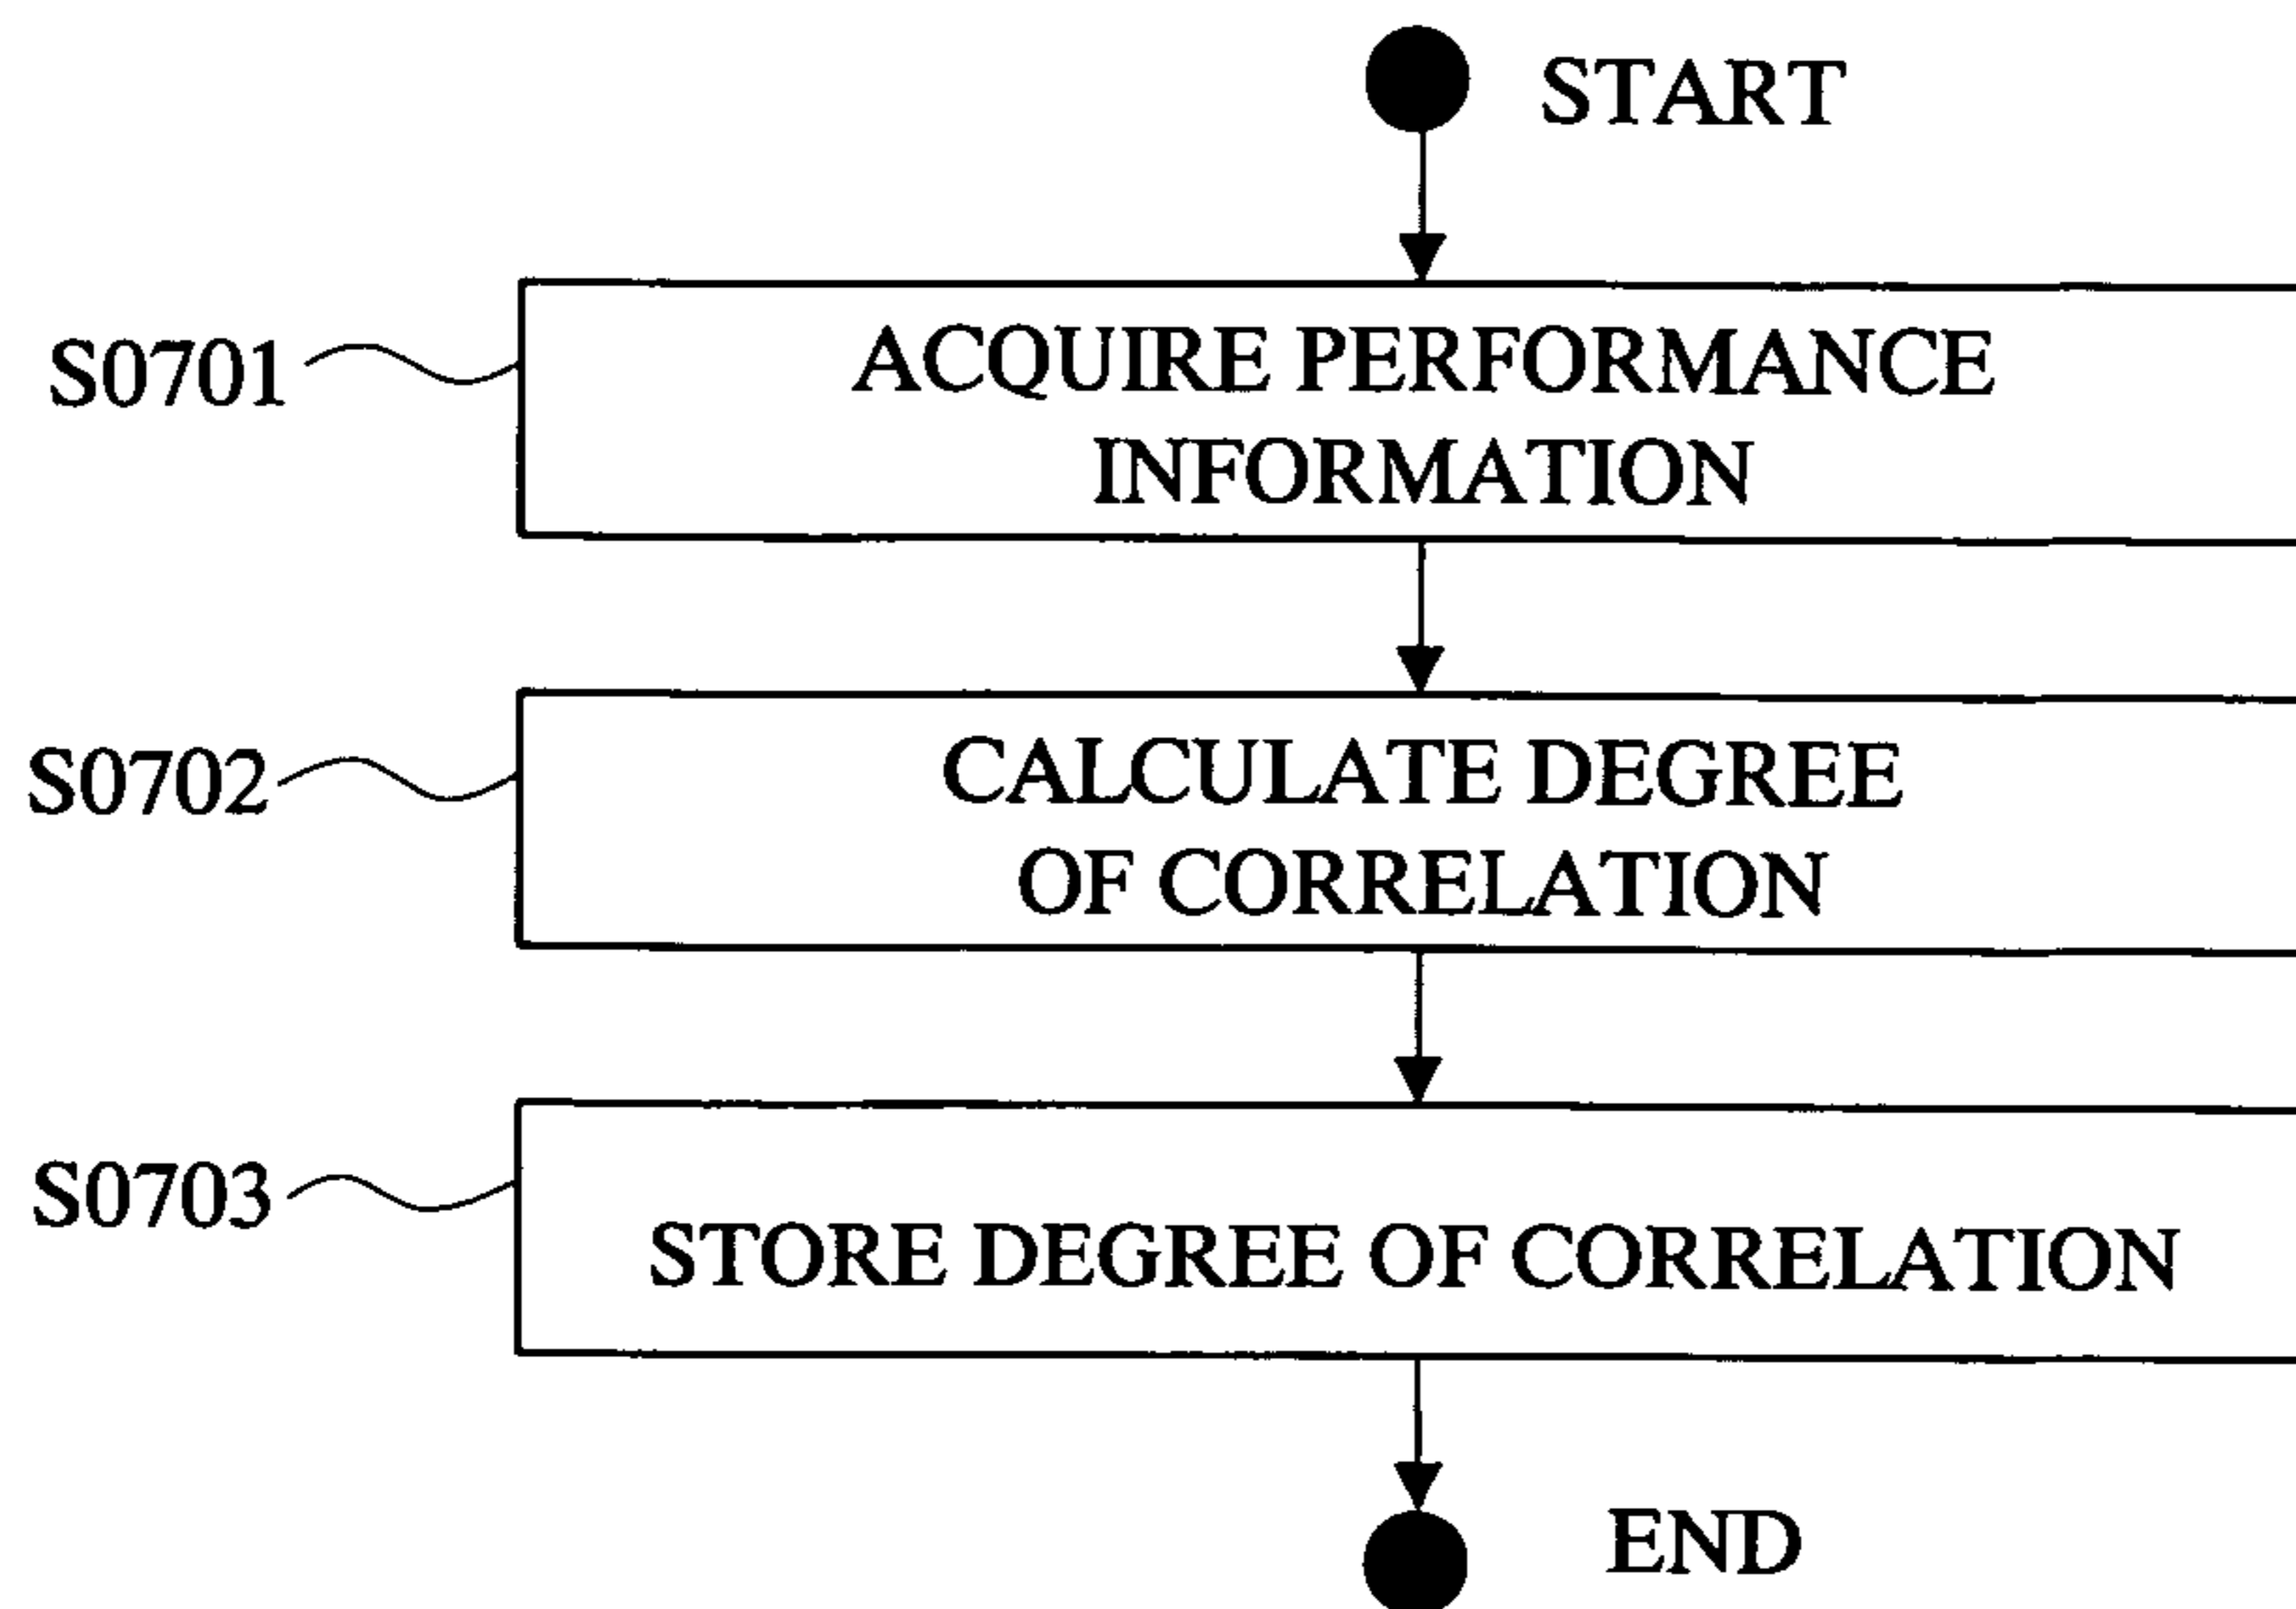 START
S0701
ACQUIRE PERFORMANCE
INFORMATION
S0702
CALCULATE DEGREE
OF CORRELATION
S0703
STORE DEGREE OF CORRELATION
END